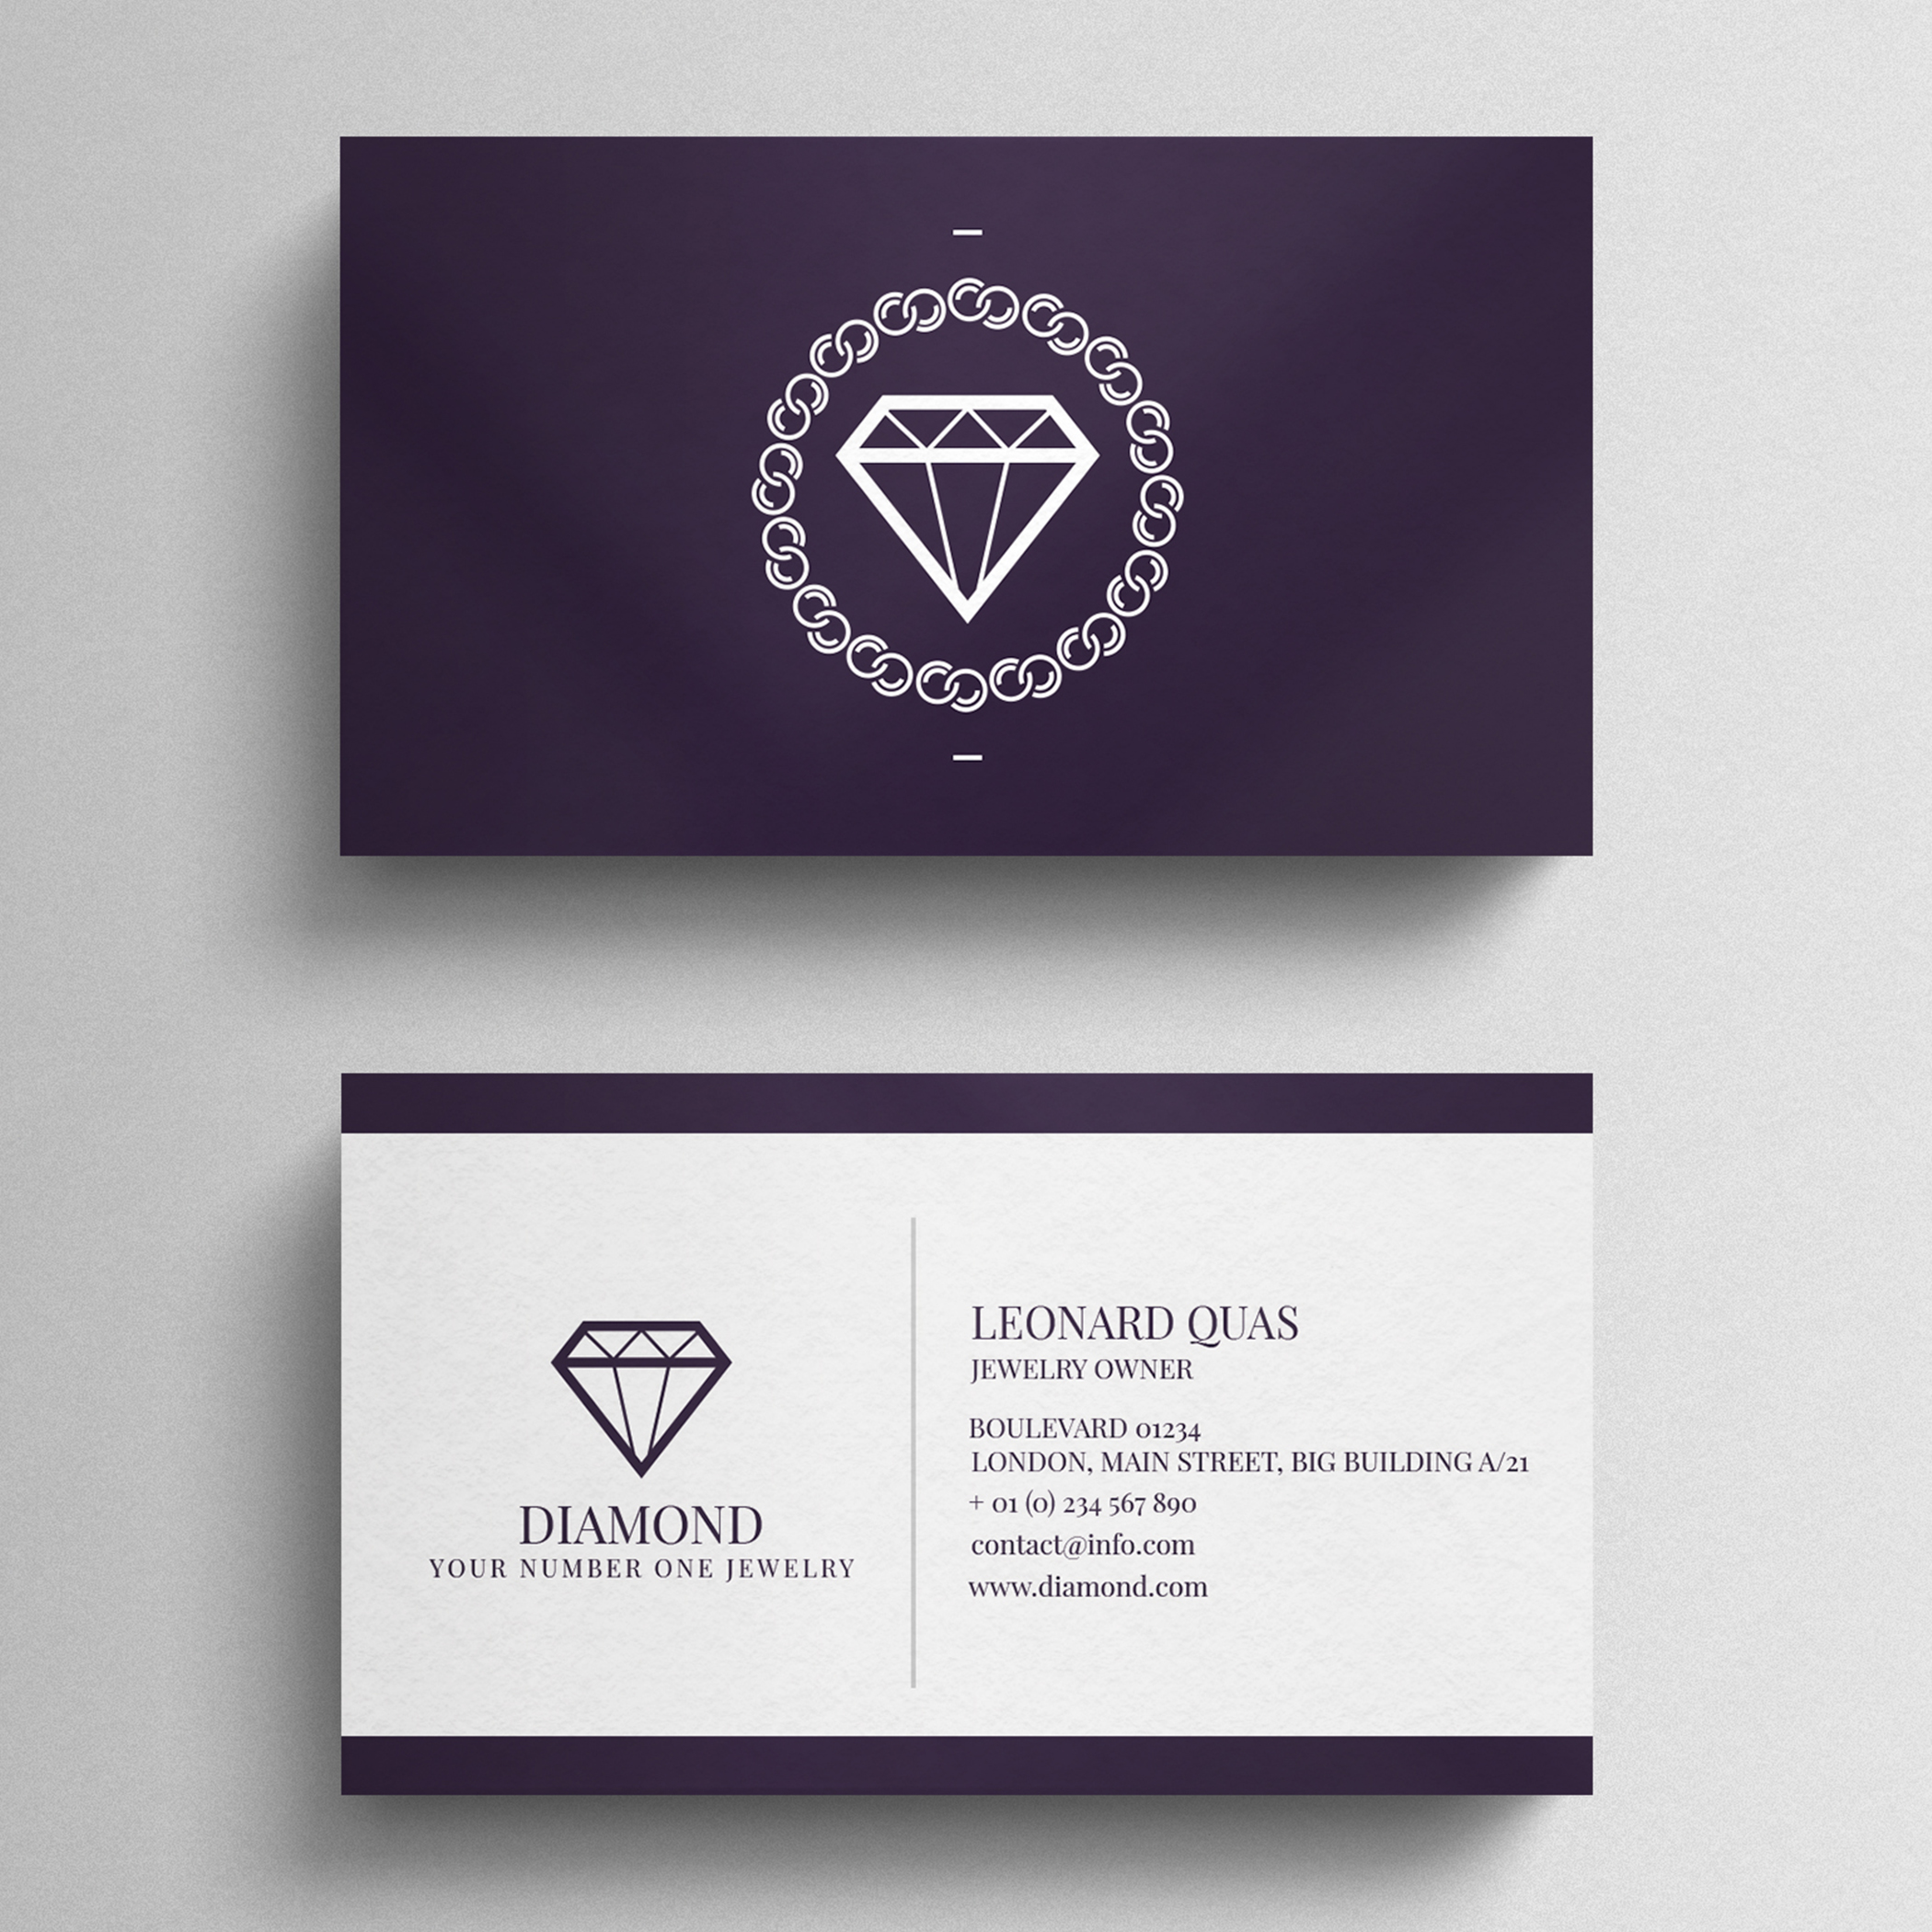 DIAMOND
YOUR NUMBER ONE JEWELRY
LEONARD QUAS
JEWELRY OWNER
BOULEVARD 01234
LONDON, MAIN STREET, BIG BUILDING A/21
+ 01 (0) 234 567 890
contact@info.com
www.diamond.com